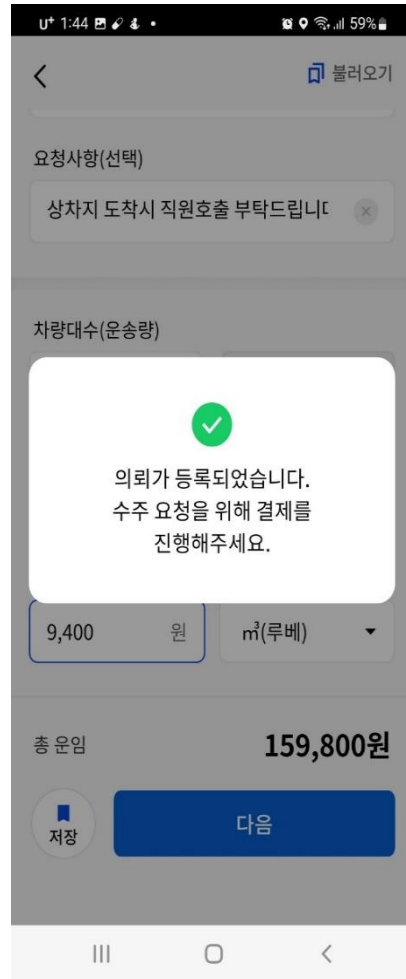 U+ 1:44 59%
불러오기
요청사항(선택)
상차지 도착시 직원호출 부탁드립니다
차량대수(운송량)
의뢰가 등록되었습니다.
수주 요청을 위해 결제를
진행해주세요.
9,400 원 ㎥(루베)
총 운임 159,800원
저장 다음